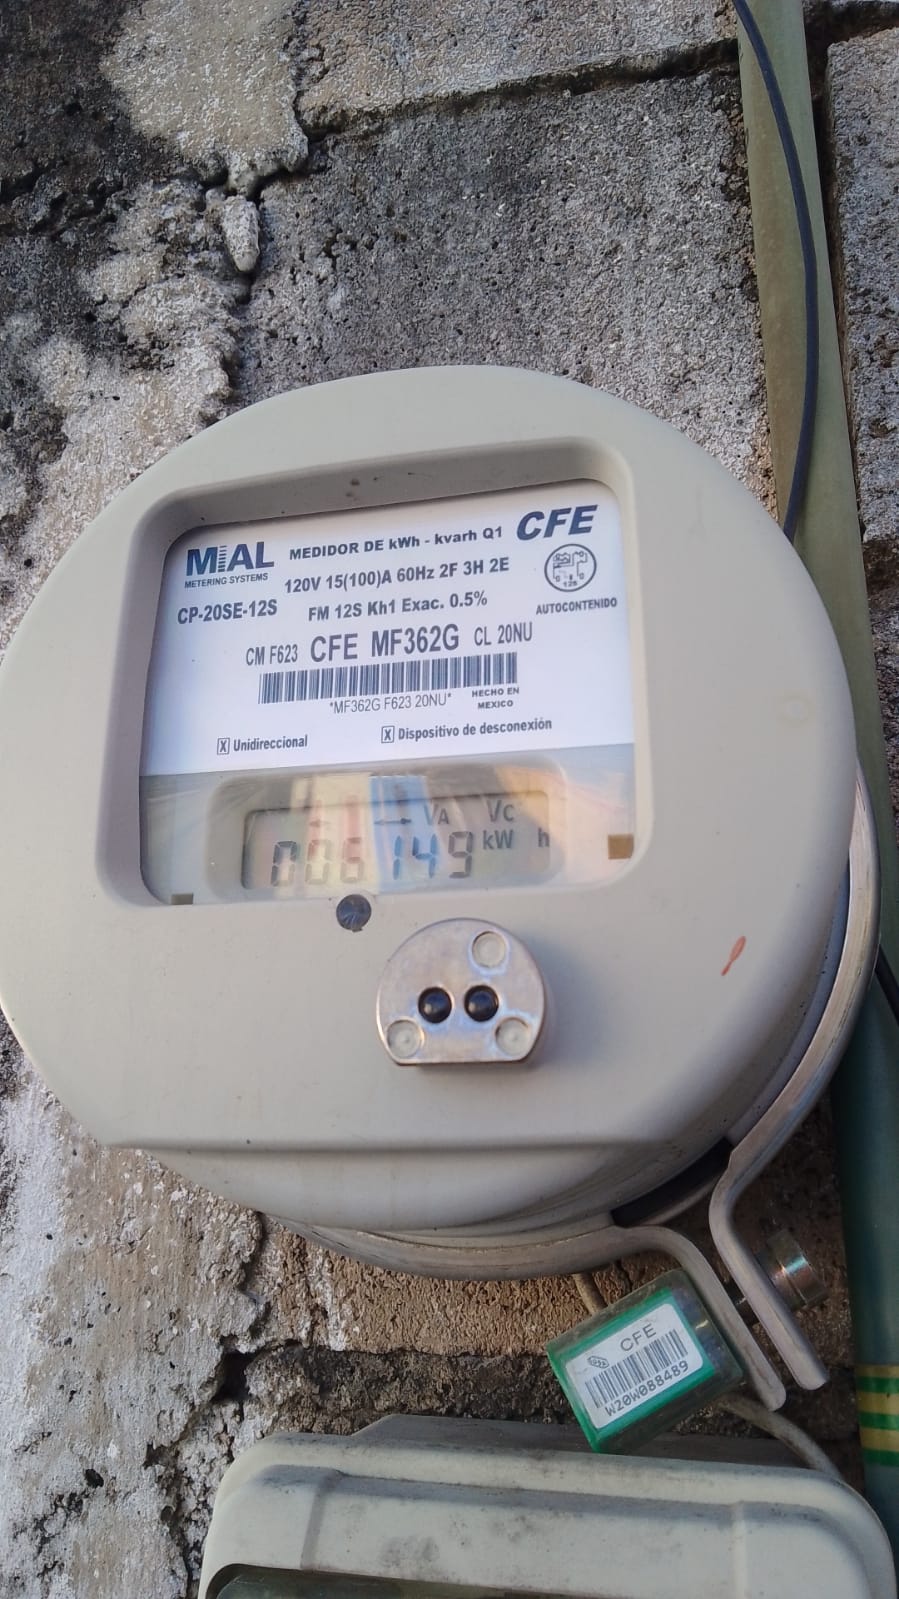 MIAL
METERING SYSTEMS
MEDIDOR DE kWh - kvarh Q1
CFE
120V 15(100)A 60Hz 2F 3H 2E
CP-20SE-12S
FM 12S Kh1 Exac. 0.5%
12S
AUTOCONTENIDO
CM F623 CFE MF362G CL 20NU
*MF362G F623 20NU*
HECHO EN
MEXICO
X Unidireccional
X Dispositivo de desconexión
VA VC
006149 kW h
CFE
W20W088489